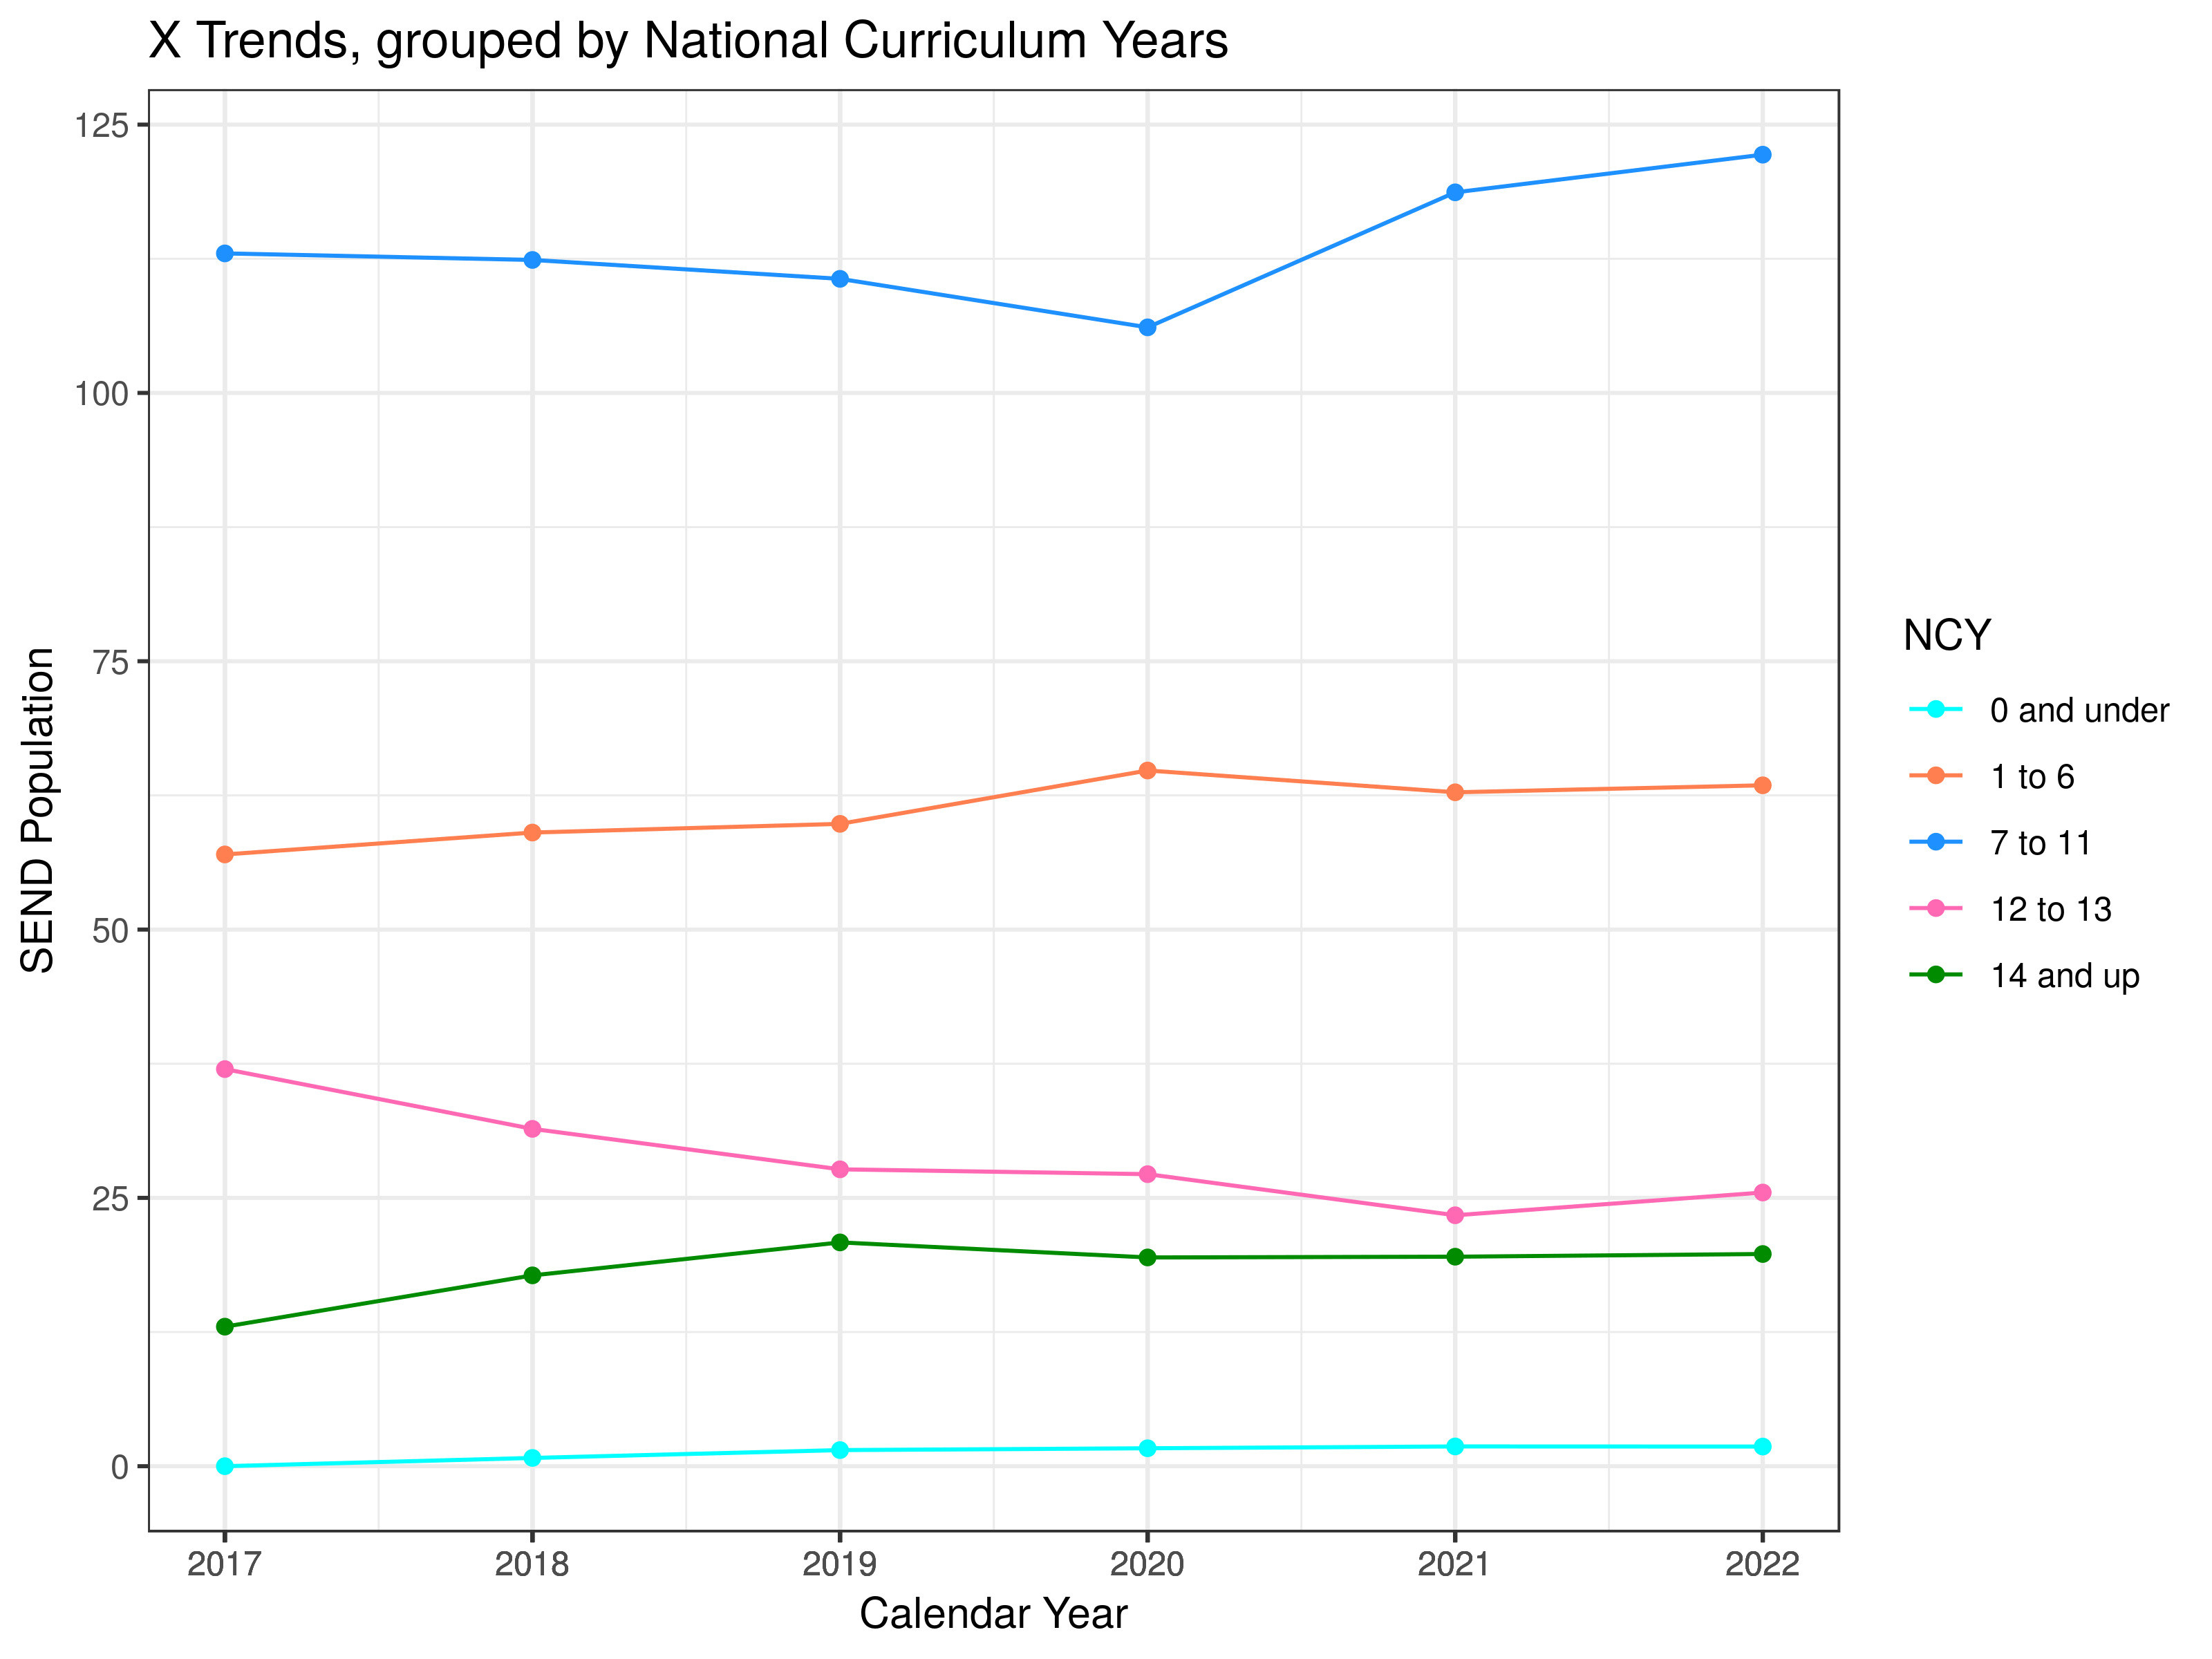 X Trends, grouped by National Curriculum Years
125
100
75
50
25
0
SEND Population
2017 2018 2019 2020 2021 2022
Calendar Year
NCY
0 and under
1 to 6
7 to 11
12 to 13
14 and up